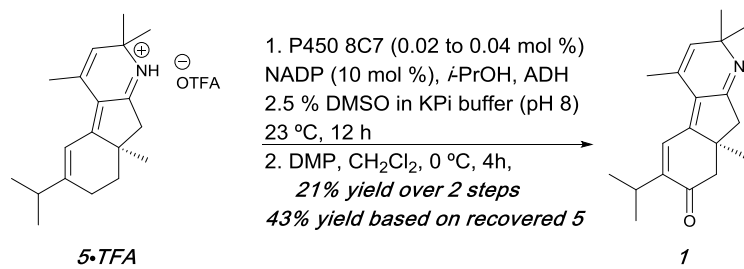 ⊕
NH
⊖
OTFA
5•TFA
1. P450 8C7 (0.02 to 0.04 mol %)
NADP (10 mol %), i-PrOH, ADH
2.5 % DMSO in KPi buffer (pH 8)
23 ºC, 12 h
2. DMP, CH2Cl2, 0 ºC, 4h,
21% yield over 2 steps
43% yield based on recovered 5
N
O
1